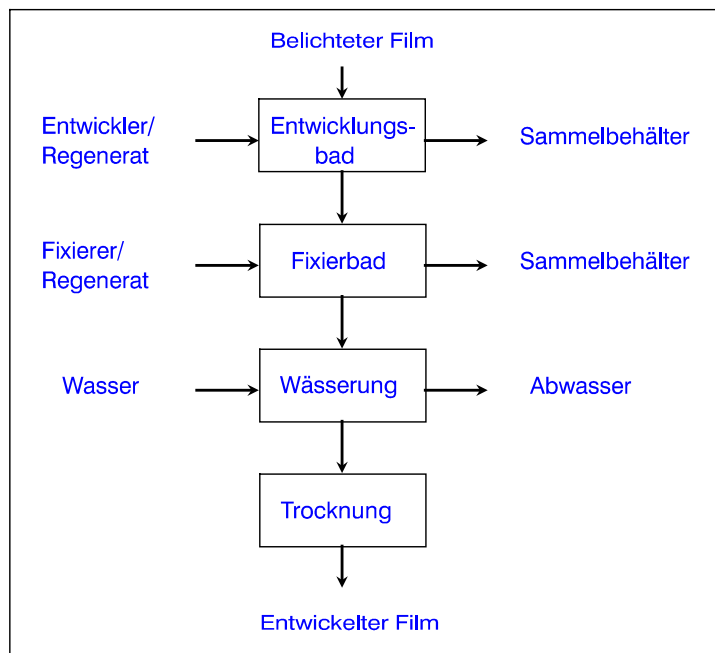 Belichteter Film
Entwickler/
Regenerat
Entwicklungs-
bad
Sammelbehälter
Fixierer/
Regenerat
Fixierbad
Sammelbehälter
Wasser
Wässerung
Abwasser
Trocknung
Entwickelter Film